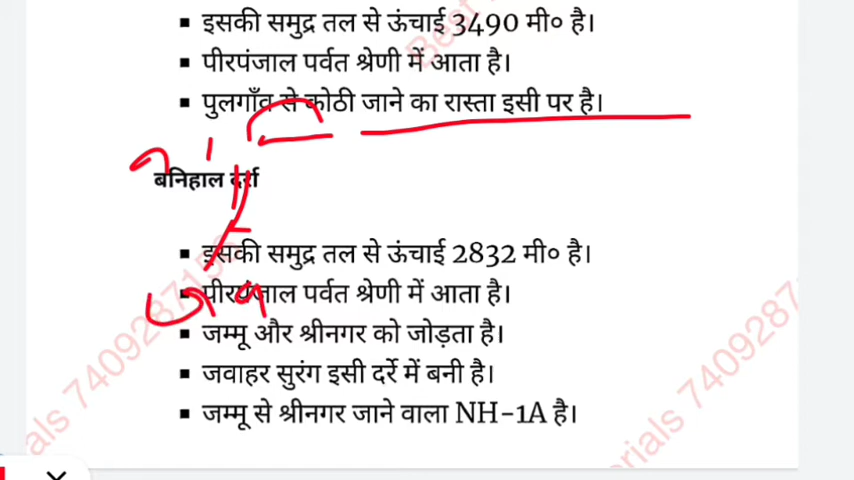 इसकी समुद्र तल से ऊंचाई 3490 मी० है।
पीरपंजाल पर्वत श्रेणी में आता है।
पुलगाँव से कोठी जाने का रास्ता इसी पर है।
बनिहाल दर्रा
इसकी समुद्र तल से ऊंचाई 2832 मी० है।
पीरपंजाल पर्वत श्रेणी में आता है।
जम्मू और श्रीनगर को जोड़ता है।
जवाहर सुरंग इसी दर्रे में बनी है।
जम्मू से श्रीनगर जाने वाला NH-1A है।